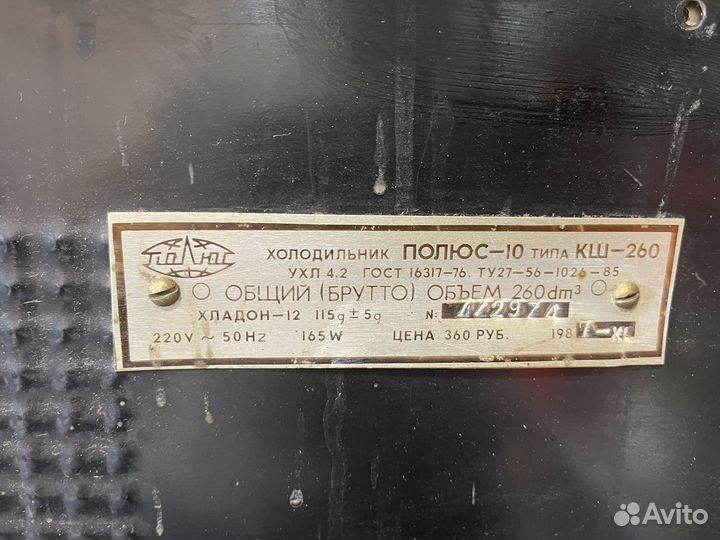 ПОЛЮС
ХОЛОДИЛЬНИК ПОЛЮС-10 ТИПА КШ-260
УХЛ 4.2 ГОСТ 16317-76. ТУ27-56-1026-85
ОБЩИЙ (БРУТТО) ОБЪЕМ 260dm³
ХЛАДОН-12 115g±5g N:
220V ~ 50Hz 165W ЦЕНА 360 РУБ. 198
Avito